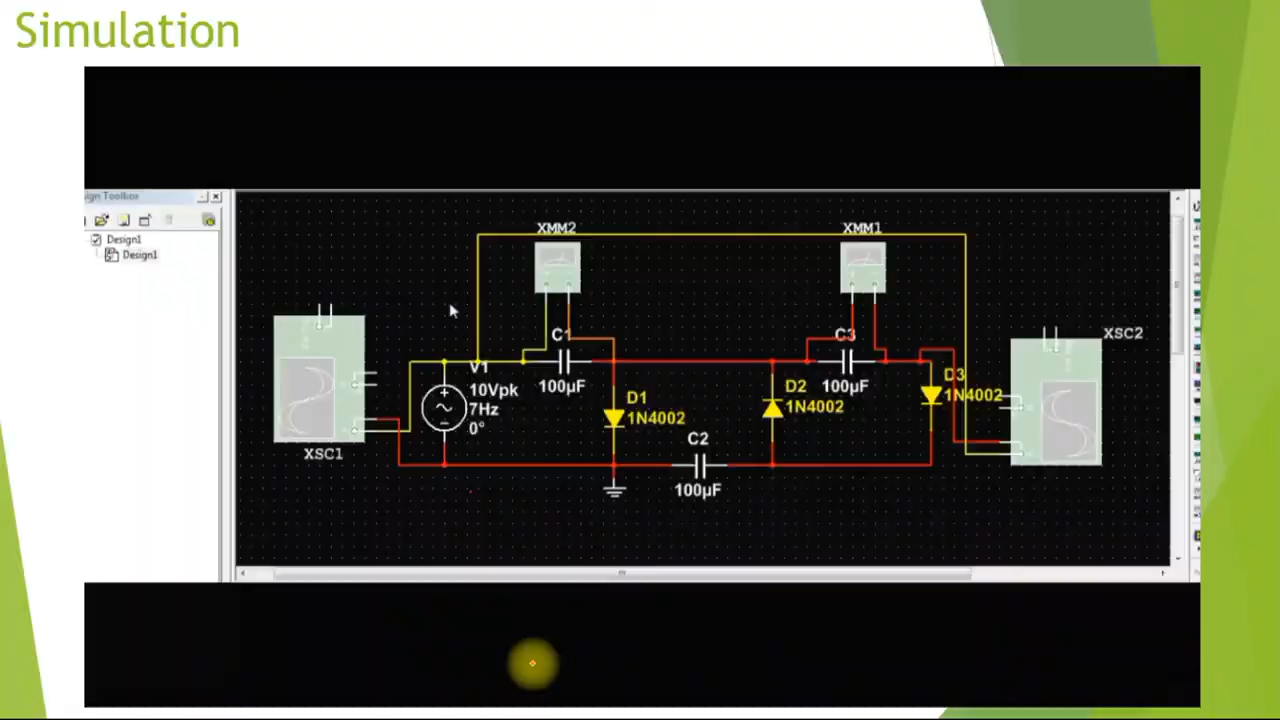 Simulation
ign Toolbox
Design1
Design1
XMM2
XMM1
XSC2
XSC1
V1
10Vpk
7Hz
0°
C1
100µF
D1
1N4002
C2
100µF
D2
1N4002
C3
100µF
D3
1N4002